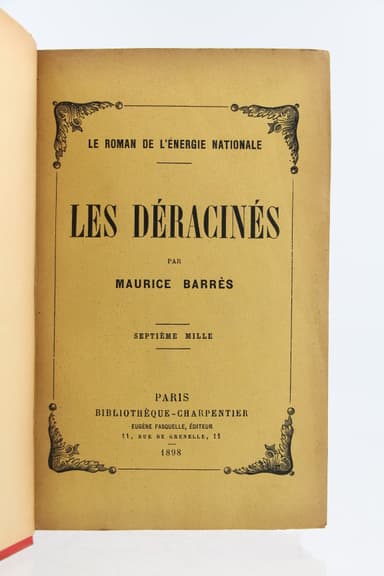 LE ROMAN DE L'ÉNERGIE NATIONALE
LES DÉRACINÉS
PAR
MAURICE BARRÈS
SEPTIÈME MILLE
PARIS
BIBLIOTHÈQUE-CHARPENTIER
EUGÈNE FASQUELLE, ÉDITEUR
11, RUE DE GRENELLE, 11
1898